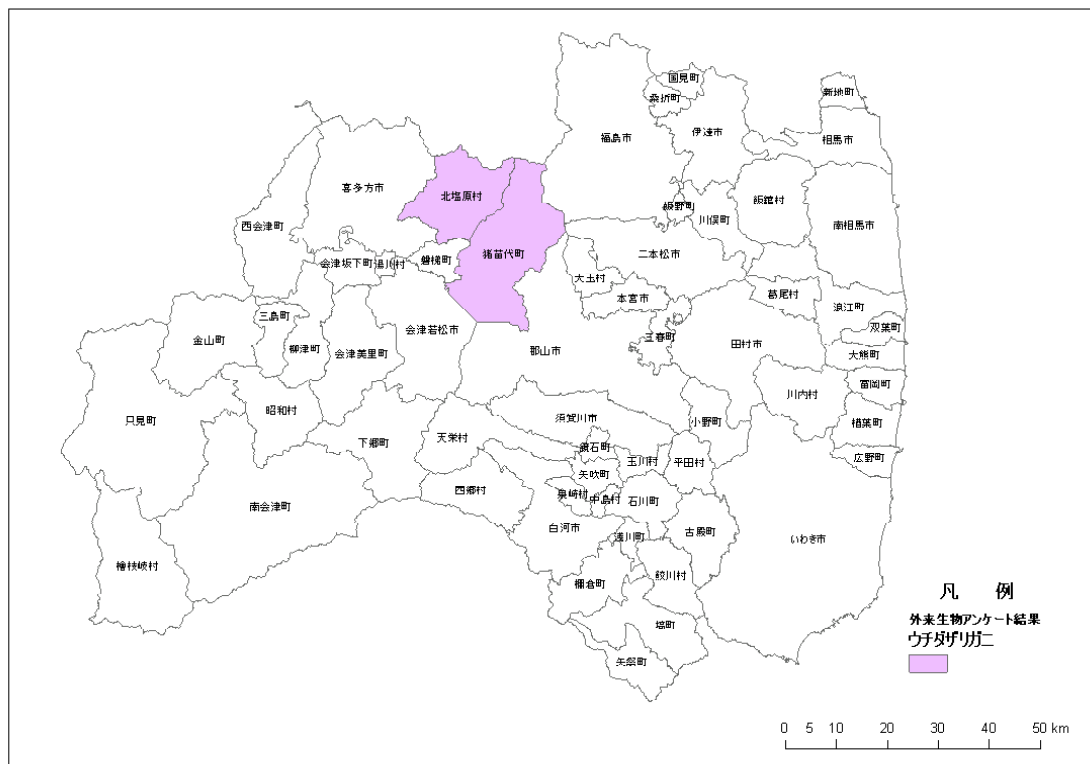 国見町
桑折町
新地町
福島市
伊達市
相馬市
喜多方市
北塩原村
飯野町
川俣町
飯舘村
南相馬市
西会津町
猪苗代町
会津坂下町
湯川村
磐梯町
二本松市
大玉村
本宮市
葛尾村
浪江町
双葉町
三島町
金山町
柳津町
会津美里町
会津若松市
郡山市
三春町
田村市
大熊町
富岡町
川内村
只見町
昭和村
須賀川市
小野町
楢葉町
下郷町
天栄村
鏡石町
玉川村
平田村
広野町
矢吹町
西郷村
泉崎村
中島村
石川町
南会津町
白河市
浅川町
古殿町
いわき市
檜枝岐村
棚倉町
鮫川村
塙町
矢祭町
凡 例
外来生物アンケート結果
ウチダザリガニ
0 5 10 20 30 40 50 km